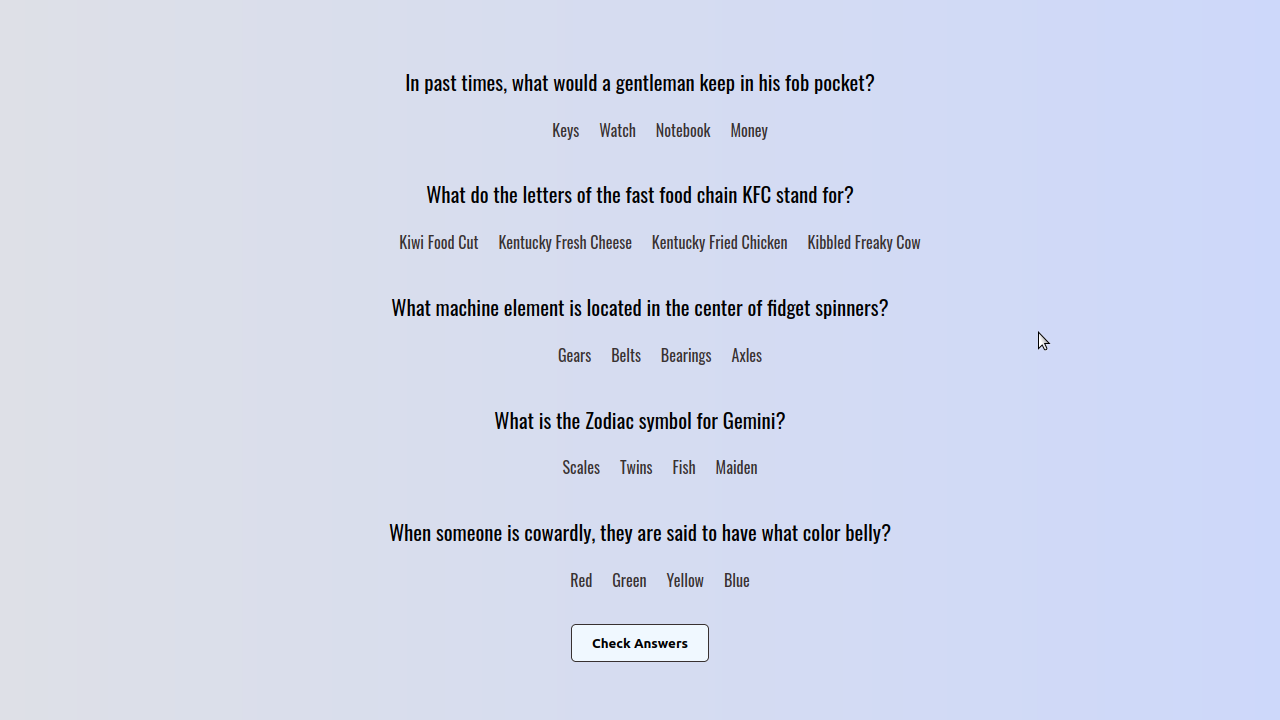 In past times, what would a gentleman keep in his fob pocket?
Keys Watch Notebook Money
What do the letters of the fast food chain KFC stand for?
Kiwi Food Cut Kentucky Fresh Cheese Kentucky Fried Chicken Kibbled Freaky Cow
What machine element is located in the center of fidget spinners?
Gears Belts Bearings Axles
What is the Zodiac symbol for Gemini?
Scales Twins Fish Maiden
When someone is cowardly, they are said to have what color belly?
Red Green Yellow Blue
Check Answers